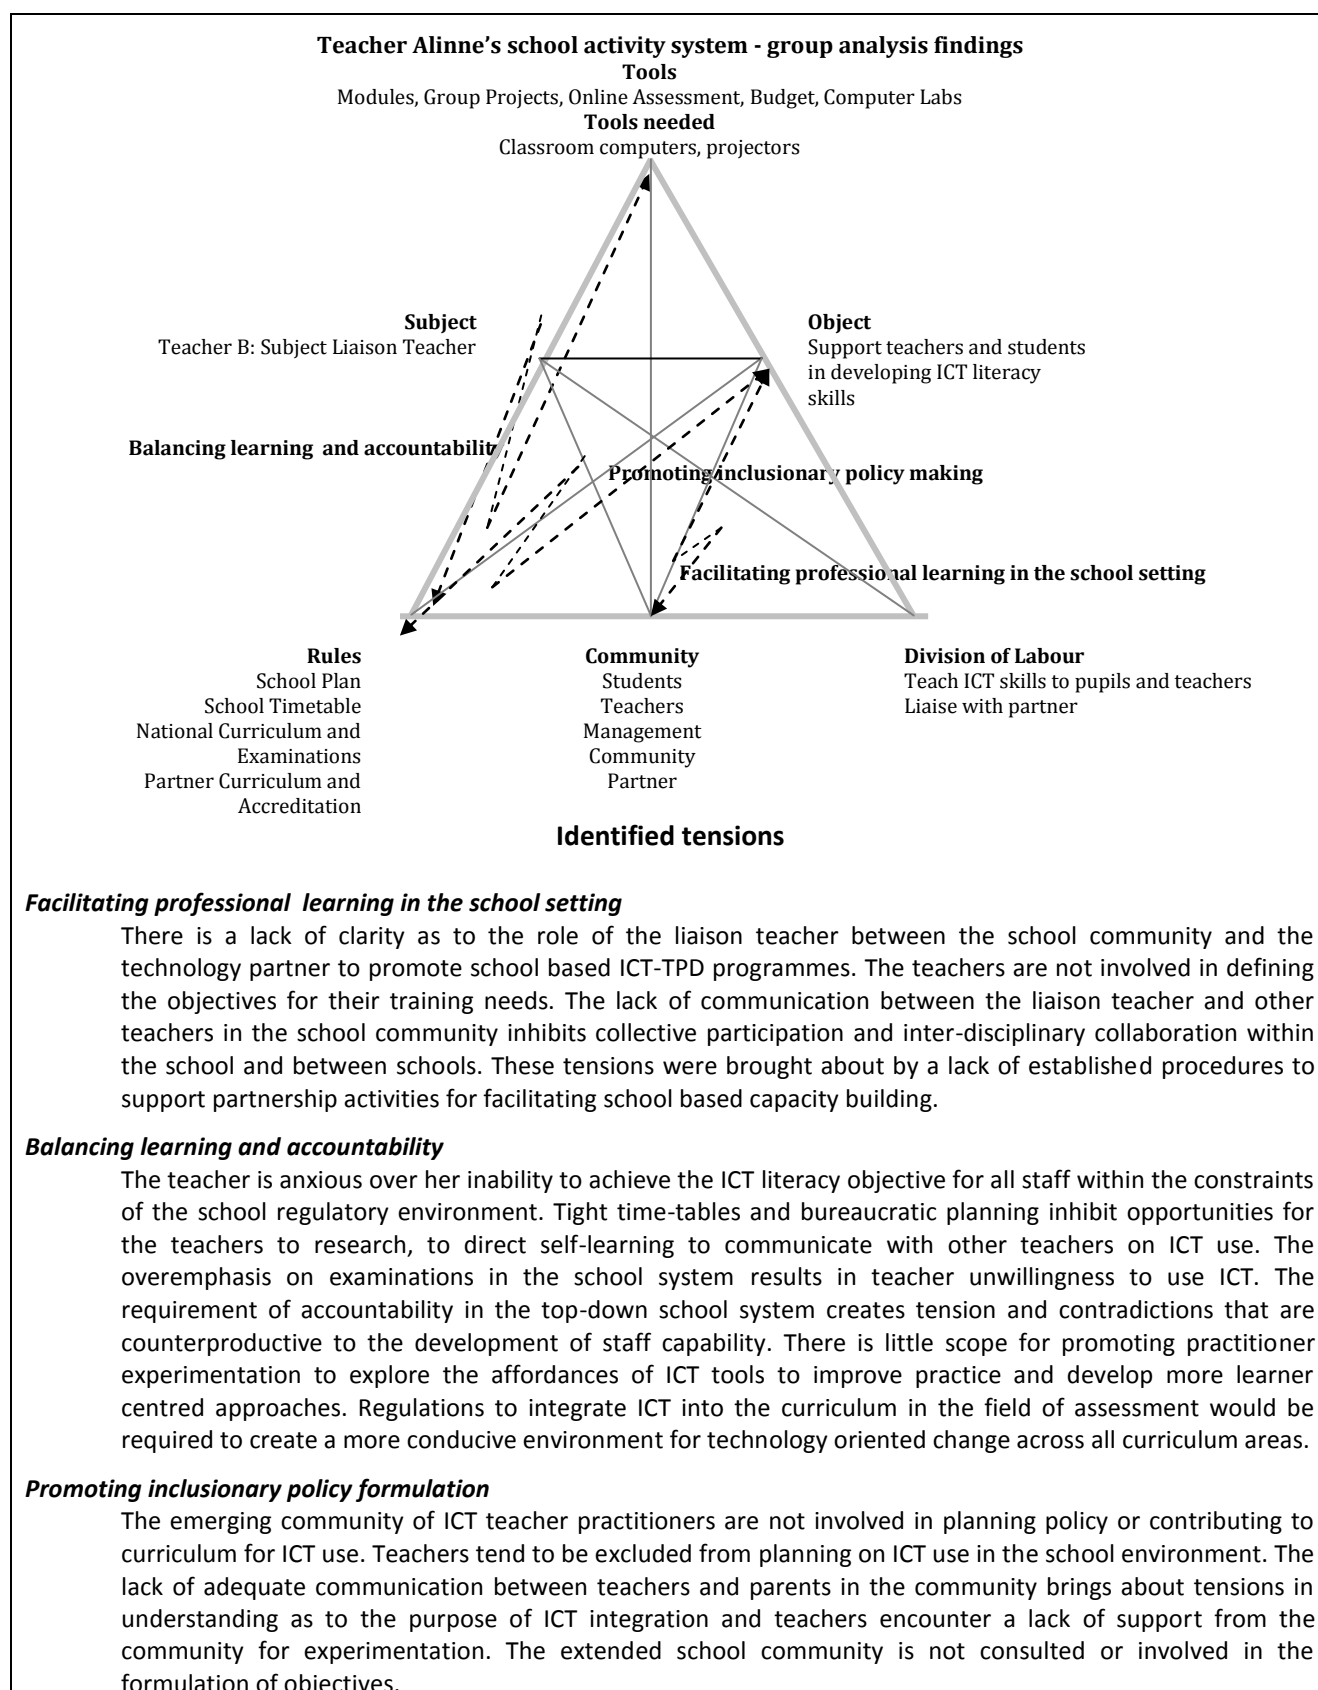 Teacher Alinne’s school activity system - group analysis findings
Tools
Modules, Group Projects, Online Assessment, Budget, Computer Labs
Tools needed
Classroom computers, projectors
Subject
Teacher B: Subject Liaison Teacher
Object
Support teachers and students
in developing ICT literacy
skills
Balancing learning and accountability
Promoting inclusionary policy making
Facilitating professional learning in the school setting
Rules
School Plan
School Timetable
National Curriculum and
Examinations
Partner Curriculum and
Accreditation
Community
Students
Teachers
Management
Community
Partner
Division of Labour
Teach ICT skills to pupils and teachers
Liaise with partner
Identified tensions
Facilitating professional learning in the school setting
There is a lack of clarity as to the role of the liaison teacher between the school community and the
technology partner to promote school based ICT-TPD programmes. The teachers are not involved in defining
the objectives for their training needs. The lack of communication between the liaison teacher and other
teachers in the school community inhibits collective participation and inter-disciplinary collaboration within
the school and between schools. These tensions were brought about by a lack of established procedures to
support partnership activities for facilitating school based capacity building.
Balancing learning and accountability
The teacher is anxious over her inability to achieve the ICT literacy objective for all staff within the constraints
of the school regulatory environment. Tight time-tables and bureaucratic planning inhibit opportunities for
the teachers to research, to direct self-learning to communicate with other teachers on ICT use. The
overemphasis on examinations in the school system results in teacher unwillingness to use ICT. The
requirement of accountability in the top-down school system creates tension and contradictions that are
counterproductive to the development of staff capability. There is little scope for promoting practitioner
experimentation to explore the affordances of ICT tools to improve practice and develop more learner
centred approaches. Regulations to integrate ICT into the curriculum in the field of assessment would be
required to create a more conducive environment for technology oriented change across all curriculum areas.
Promoting inclusionary policy formulation
The emerging community of ICT teacher practitioners are not involved in planning policy or contributing to
curriculum for ICT use. Teachers tend to be excluded from planning on ICT use in the school environment. The
lack of adequate communication between teachers and parents in the community brings about tensions in
understanding as to the purpose of ICT integration and teachers encounter a lack of support from the
community for experimentation. The extended school community is not consulted or involved in the
formulation of objectives.